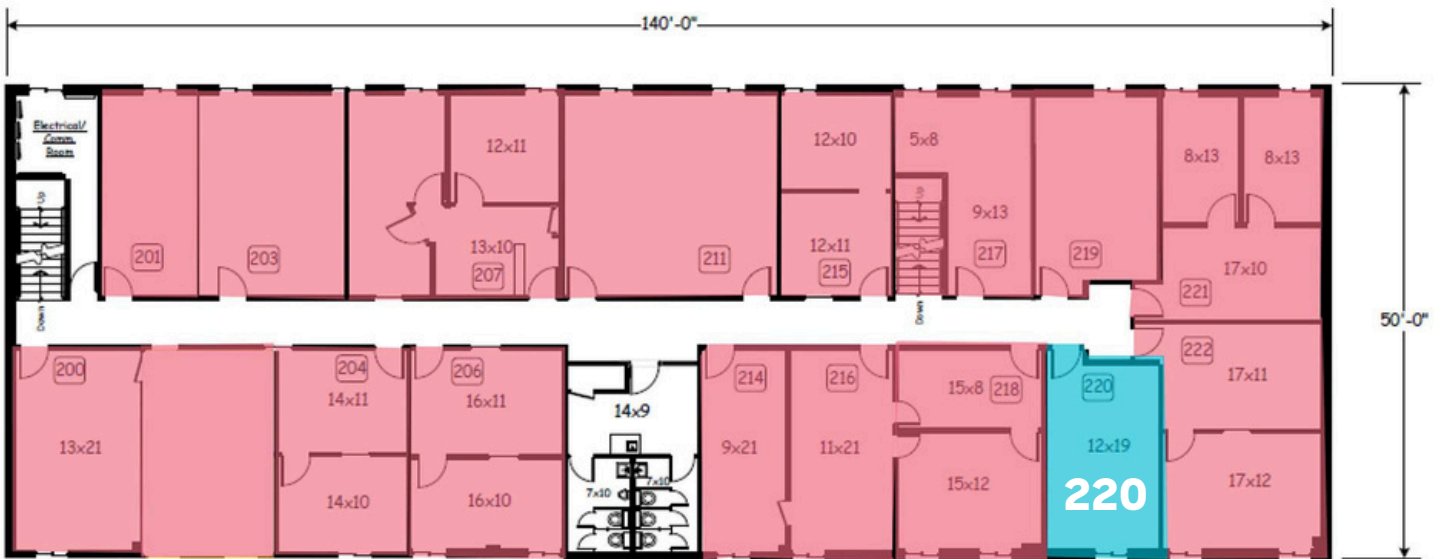 140'-0"
Electrical/
Comm.
Room
Up
Down
201
203
12x11
13x10
207
211
12x10
12x11
215
5x8
Up
Down
9x13
217
219
8x13
8x13
17x10
221
50'-0"
200
13x21
204
14x11
14x10
206
16x11
16x10
14x9
7x10
7x10
214
9x21
216
11x21
15x8
218
15x12
220
12x19
220
222
17x11
17x12